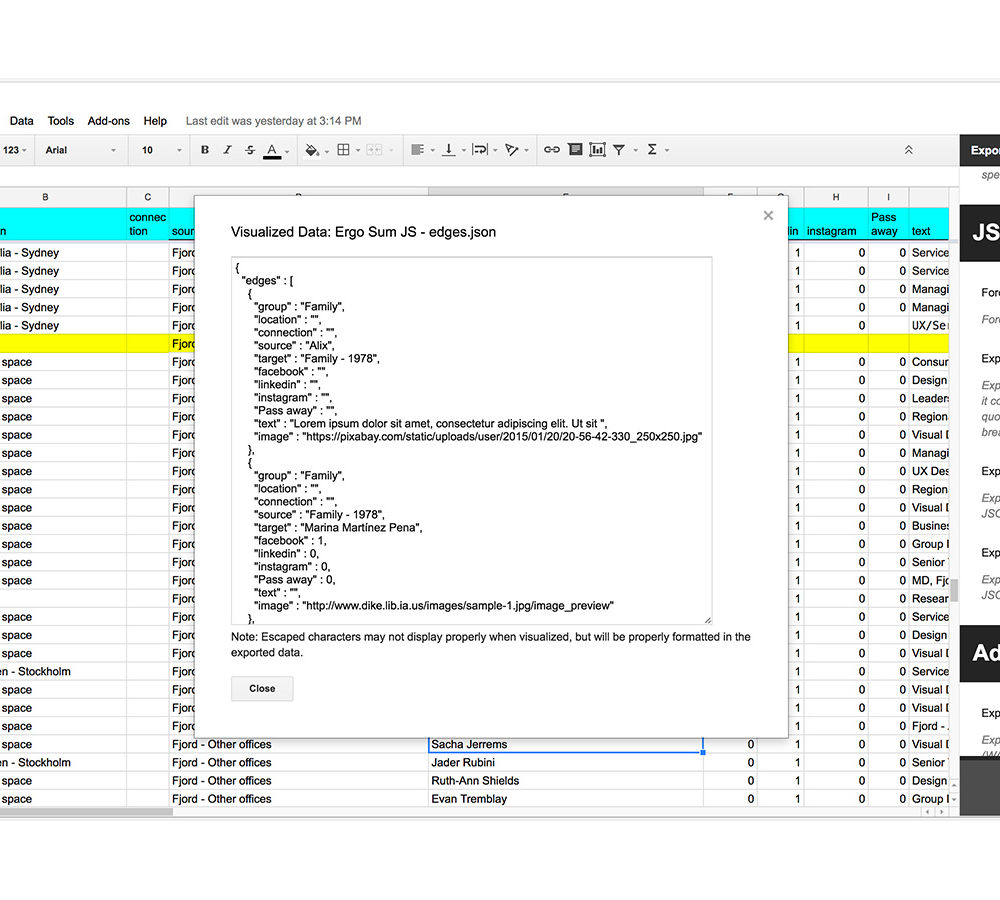 Data Tools Add-ons Help Last edit was yesterday at 3:14 PM
123 Arial 10 B I S A Σ
Expor
spe
B C H I
connec
tion
sour
lin instagram
Pass
away
text
JS
Visualized Data: Ergo Sum JS - edges.json
{
"edges" : [
{
"group" : "Family",
"location" : "",
"connection" : "",
"source" : "Alix",
"target" : "Family - 1978",
"facebook" : "",
"linkedin" : "",
"instagram" : "",
"Pass away" : "",
"text" : "Lorem ipsum dolor sit amet, consectetur adipiscing elit. Ut sit ",
"image" : "https://pixabay.com/static/uploads/user/2015/01/20/20-56-42-330_250x250.jpg"
},
{
"group" : "Family",
"location" : "",
"connection" : "",
"source" : "Family - 1978",
"target" : "Marina Martínez Pena",
"facebook" : 1,
"linkedin" : 0,
"instagram" : 0,
"Pass away" : 0,
"text" : "",
"image" : "http://www.dike.lib.ia.us/images/sample-1.jpg/image_preview"
},
Note: Escaped characters may not display properly when visualized, but will be properly formatted in the
exported data.
Close
lia - Sydney Fjord 1 0 0 Service
lia - Sydney Fjord 1 0 0 Service
lia - Sydney Fjord 1 0 0 Managi
lia - Sydney Fjord 1 0 0 Managi
lia - Sydney Fjord 1 0 UX/Se
Fjord
space Fjord 1 0 0 Consur
space Fjord 1 0 0 Design
space Fjord 1 0 0 Leaders
space Fjord 1 0 0 Region
space Fjord 1 0 0 Visual D
space Fjord 1 0 0 Managi
space Fjord 1 0 0 UX Des
space Fjord 1 0 0 Region
space Fjord 1 0 0 Visual D
space Fjord 1 0 0 Busines
space Fjord 1 0 0 Group
space Fjord 1 0 0 Senior
space Fjord 1 0 0 MD, Fjo
Fjord 1 0 0 Resear
space Fjord 1 0 0 Service
space Fjord 1 0 0 Design
space Fjord 1 0 0 Visual D
en - Stockholm Fjord 1 0 0 Service
space Fjord 1 0 0 Visual D
space Fjord 1 0 0 Visual D
space Fjord 1 0 0 Fjord -
space Fjord - Other offices Sacha Jerrems 0 1 0 0 Visual D
en - Stockholm Fjord - Other offices Jader Rubini 0 1 0 0 Senior
space Fjord - Other offices Ruth-Ann Shields 0 1 0 0 Design
space Fjord - Other offices Evan Tremblay 0 1 0 0 Group
Ford
Exp
Exp
it co
quo
brea
Exp
Exp
JSO
Exp
Exp
JSO
Ad
Exp
Exp